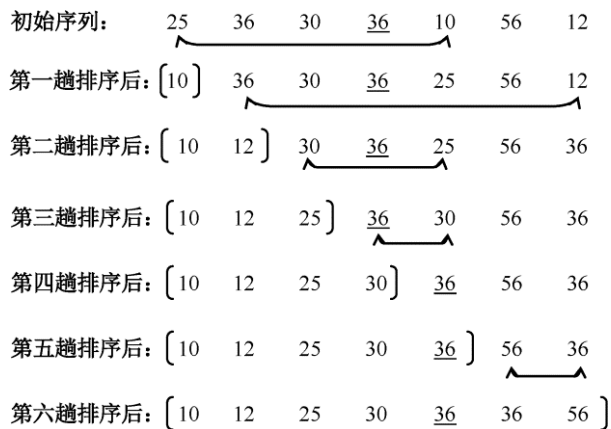 初始序列: 25 36 30 36 10 56 12
第一趟排序后: [10] 36 30 36 25 56 12
第二趟排序后: [10 12] 30 36 25 56 36
第三趟排序后: [10 12 25] 36 30 56 36
第四趟排序后: [10 12 25 30] 36 56 36
第五趟排序后: [10 12 25 30 36] 56 36
第六趟排序后: [10 12 25 30 36 36 56]